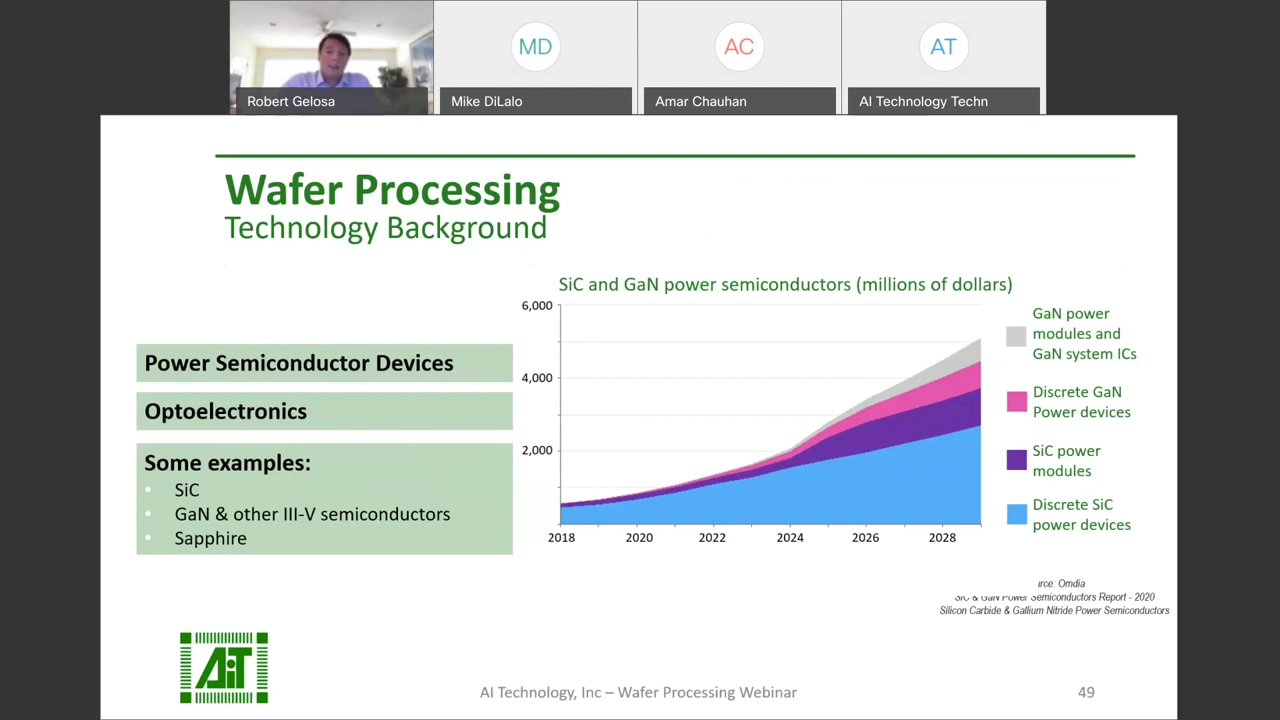 MD
AC
AT
Robert Gelosa
Mike DiLalo
Amar Chauhan
AI Technology Techn
Wafer Processing
Technology Background
Power Semiconductor Devices
Optoelectronics
Some examples:
• SiC
• GaN & other III-V semiconductors
• Sapphire
SiC and GaN power semiconductors (millions of dollars)
6,000
4,000
2,000
2018 2020 2022 2024 2026 2028
GaN power
modules and
GaN system ICs
Discrete GaN
Power devices
SiC power
modules
Discrete SiC
power devices
rce: Omdia
SiC & GaN Power Semiconductors Report - 2020
Silicon Carbide & Gallium Nitride Power Semiconductors
AiT
AI Technology, Inc – Wafer Processing Webinar
49